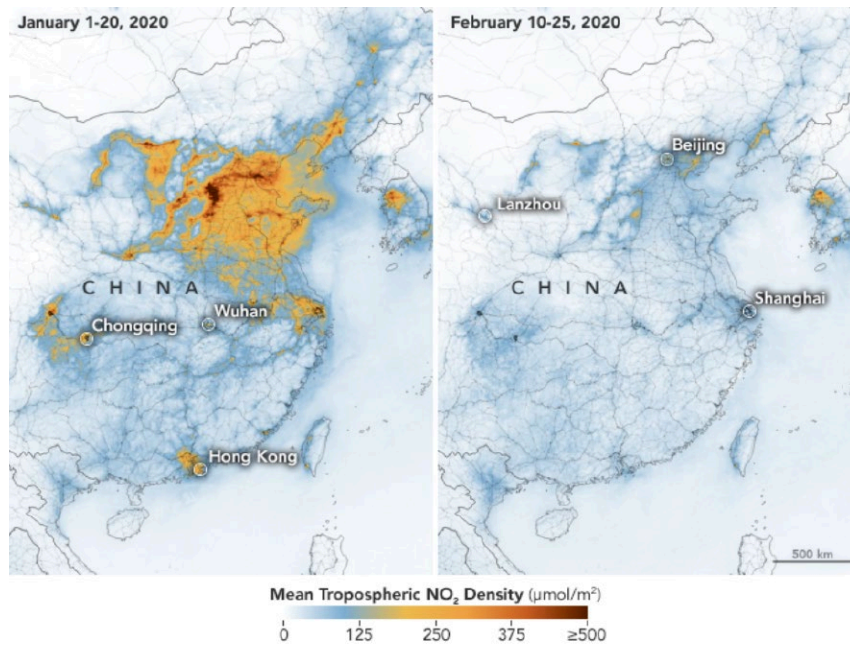 January 1-20, 2020
CHINA
Wuhan
Chongqing
Hong Kong
February 10-25, 2020
Beijing
Lanzhou
CHINA
Shanghai
500 km
Mean Tropospheric NO₂ Density (μmol/m²)
0 125 250 375 ≥500